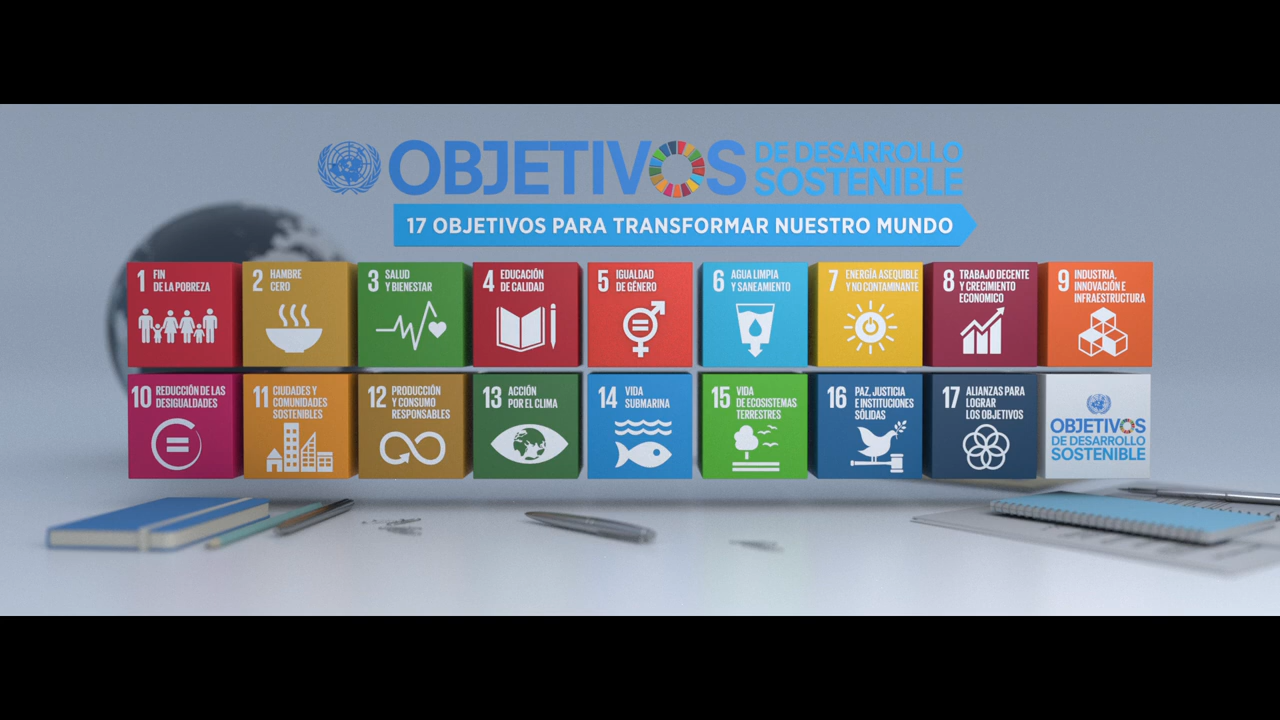 OBJETIVOS
DE DESARROLLO
SOSTENIBLE
17 OBJETIVOS PARA TRANSFORMAR NUESTRO MUNDO
1 FIN
DE LA POBREZA
2 HAMBRE
CERO
3 SALUD
Y BIENESTAR
4 EDUCACIÓN
DE CALIDAD
5 IGUALDAD
DE GÉNERO
6 AGUA LIMPIA
Y SANEAMIENTO
7 ENERGÍA ASEQUIBLE
Y NO CONTAMINANTE
8 TRABAJO DECENTE
Y CRECIMIENTO
ECONOMICO
9 INDUSTRIA,
INNOVACIÓN E
INFRAESTRUCTURA
10 REDUCCIÓN DE LAS
DESIGUALDADES
11 CIUDADES Y
COMUNIDADES
SOSTENIBLES
12 PRODUCCIÓN
Y CONSUMO
RESPONSABLES
13 ACCIÓN
POR EL CLIMA
14 VIDA
SUBMARINA
15 VIDA
DE ECOSISTEMAS
TERRESTRES
16 PAZ, JUSTICIA
E INSTITUCIONES
SÓLIDAS
17 ALIANZAS PARA
LOGRAR
LOS OBJETIVOS
OBJETIVOS
DE DESARROLLO
SOSTENIBLE